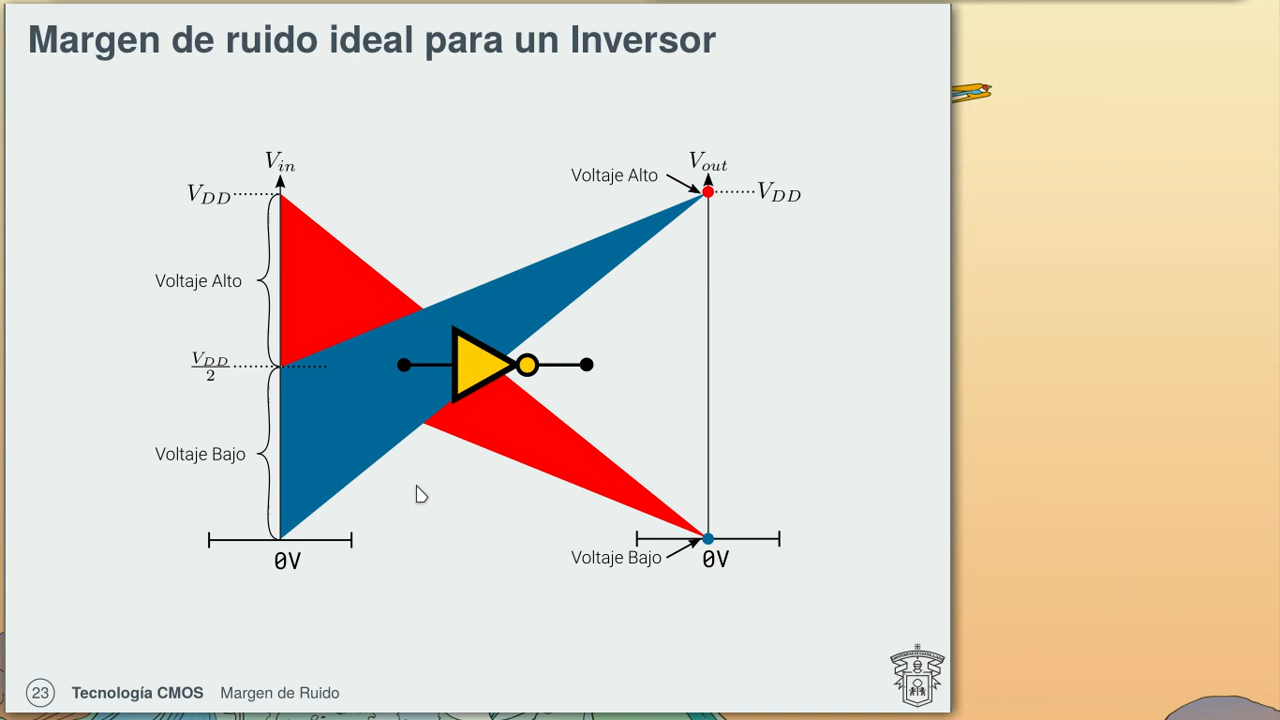 Margen de ruido ideal para un Inversor
V_in
V_DD
Voltaje Alto
V_DD/2
Voltaje Bajo
0V
Voltaje Alto
V_out
V_DD
Voltaje Bajo
0V
23 Tecnología CMOS Margen de Ruido